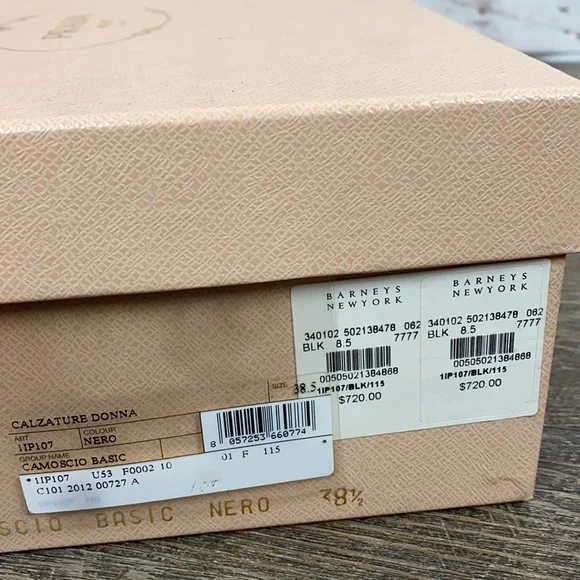 BARNEYS
NEWYORK
340102 502138478 062
BLK 8.5 7777
00505021384868
1IP107/BLK/115
$720.00
BARNEYS
NEWYORK
340102 502138478 062
BLK 8.5 7777
00505021384868
1IP107/BLK/115
$720.00
SIZE 38.5
CALZATURE DONNA
ART. COLOUR
1IP107 NERO
GROUP NAME
CAMOSCIO BASIC
8 057253 660774
*1IP107 U53 F0002 10 01 F 115 *
C101 2012 00727 A
SCIO BASIC NERO 38½